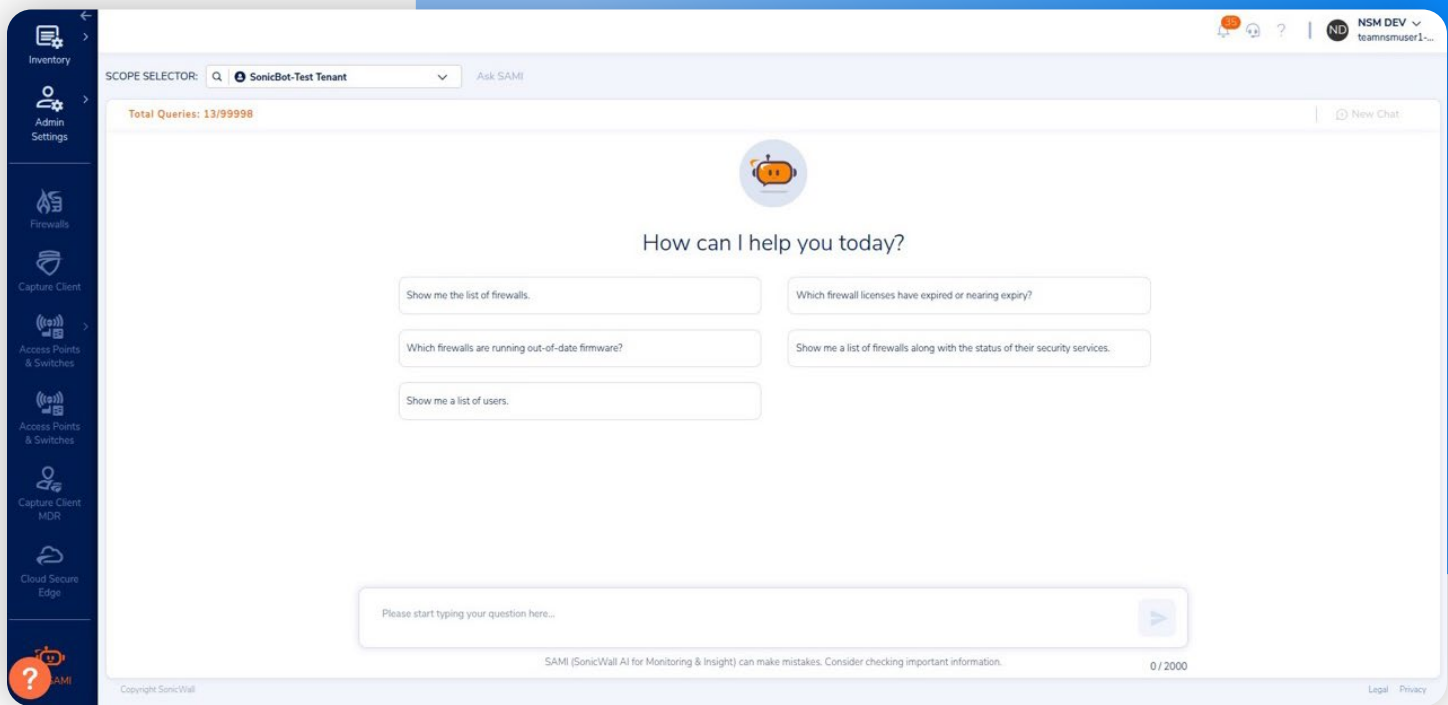 Inventory
Admin
Settings
Firewalls
Capture Client
Access Points
& Switches
Access Points
& Switches
Capture Client
MDR
Cloud Secure
Edge
?
SAMI
35
?
ND
NSM DEV
teamnsmuser1-...
SCOPE SELECTOR:
SonicBot-Test Tenant
Ask SAMI
Total Queries: 13/99998
New Chat
How can I help you today?
Show me the list of firewalls.
Which firewall licenses have expired or nearing expiry?
Which firewalls are running out-of-date firmware?
Show me a list of firewalls along with the status of their security services.
Show me a list of users.
Please start typing your question here...
SAMI (SonicWall AI for Monitoring & Insight) can make mistakes. Consider checking important information.
0 / 2000
Copyright SonicWall
Legal Privacy